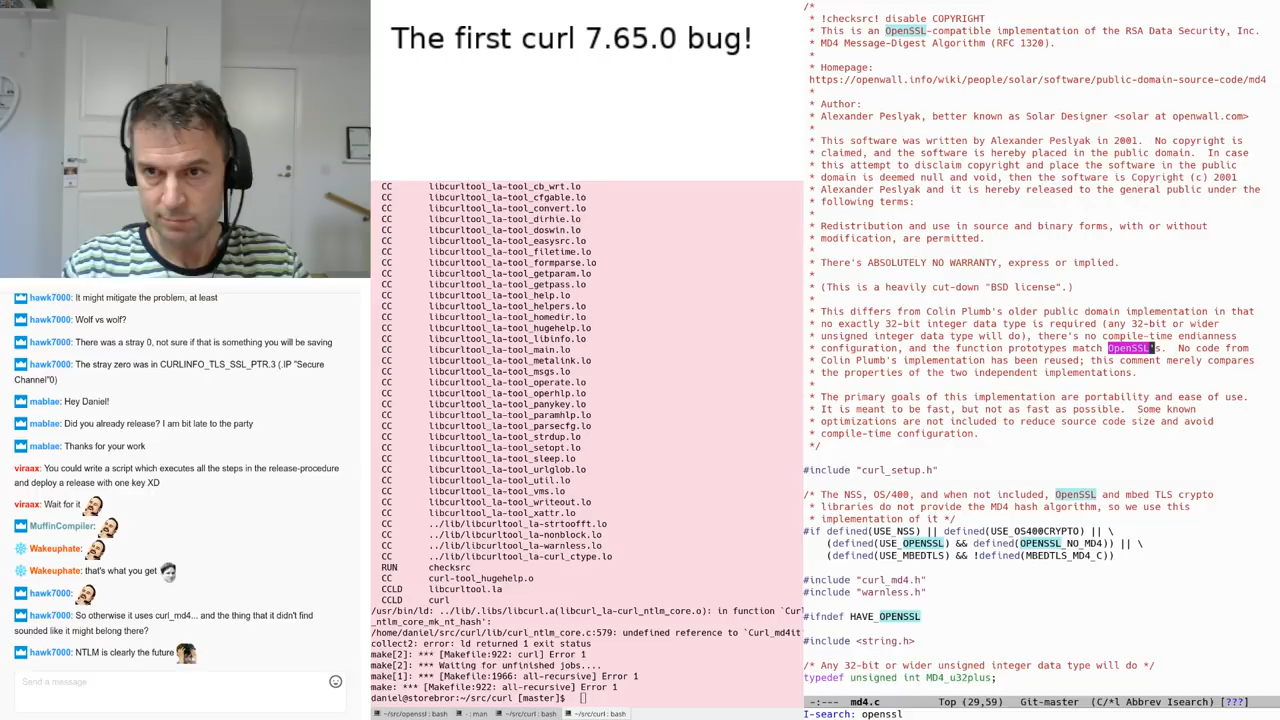 The first curl 7.65.0 bug!
hawk7000: It might mitigate the problem, at least
hawk7000: Wolf vs wolf?
hawk7000: There was a stray 0, not sure if that is something you will be saving
hawk7000: The stray zero was in CURLINFO_TLS_SSL_PTR.3 (.IP "Secure
Channel"0)
mablae: Hey Daniel!
mablae: Did you already release? I am bit late to the party
mablae: Thanks for your work
viraax: You could write a script which executes all the steps in the release-procedure
and deploy a release with one key XD
viraax: Wait for it
MuffinCompiler:
Wakeuphate:
Wakeuphate: that's what you get
hawk7000:
hawk7000: So otherwise it uses curl_md4... and the thing that it didn't find
sounded like it might belong there?
hawk7000: NTLM is clearly the future
Send a message
CC libcurltool_la-tool_cb_wrt.lo
CC libcurltool_la-tool_cfgable.lo
CC libcurltool_la-tool_convert.lo
CC libcurltool_la-tool_dirhie.lo
CC libcurltool_la-tool_doswin.lo
CC libcurltool_la-tool_easysrc.lo
CC libcurltool_la-tool_filetime.lo
CC libcurltool_la-tool_formparse.lo
CC libcurltool_la-tool_getparam.lo
CC libcurltool_la-tool_getpass.lo
CC libcurltool_la-tool_help.lo
CC libcurltool_la-tool_helpers.lo
CC libcurltool_la-tool_homedir.lo
CC libcurltool_la-tool_hugehelp.lo
CC libcurltool_la-tool_libinfo.lo
CC libcurltool_la-tool_main.lo
CC libcurltool_la-tool_metalink.lo
CC libcurltool_la-tool_msgs.lo
CC libcurltool_la-tool_operate.lo
CC libcurltool_la-tool_operhlp.lo
CC libcurltool_la-tool_panykey.lo
CC libcurltool_la-tool_paramhlp.lo
CC libcurltool_la-tool_parsecfg.lo
CC libcurltool_la-tool_strdup.lo
CC libcurltool_la-tool_setopt.lo
CC libcurltool_la-tool_sleep.lo
CC libcurltool_la-tool_urlglob.lo
CC libcurltool_la-tool_util.lo
CC libcurltool_la-tool_vms.lo
CC libcurltool_la-tool_writeout.lo
CC libcurltool_la-tool_xattr.lo
CC ../lib/libcurltool_la-strtoofft.lo
CC ../lib/libcurltool_la-nonblock.lo
CC ../lib/libcurltool_la-warnless.lo
CC ../lib/libcurltool_la-curl_ctype.lo
RUN checksrc
CC curl-tool_hugehelp.o
CCLD libcurltool.la
CCLD curl
/usr/bin/ld: ../lib/.libs/libcurl.a(libcurl_la-curl_ntlm_core.o): in function `Curl
_ntlm_core_mk_nt_hash':
/home/daniel/src/curl/lib/curl_ntlm_core.c:579: undefined reference to `Curl_md4it'
collect2: error: ld returned 1 exit status
make[2]: *** [Makefile:922: curl] Error 1
make[2]: *** Waiting for unfinished jobs....
make[1]: *** [Makefile:1966: all-recursive] Error 1
make: *** [Makefile:922: all-recursive] Error 1
daniel@storebror:~/src/curl [master]$
~/src/openssl : bash - : man ~/src/curl : bash ~/src/curl : bash
/*
* !checksrc! disable COPYRIGHT
* This is an OpenSSL-compatible implementation of the RSA Data Security, Inc.
* MD4 Message-Digest Algorithm (RFC 1320).
*
* Homepage:
https://openwall.info/wiki/people/solar/software/public-domain-source-code/md4
*
* Author:
* Alexander Peslyak, better known as Solar Designer <solar at openwall.com>
*
* This software was written by Alexander Peslyak in 2001. No copyright is
* claimed, and the software is hereby placed in the public domain. In case
* this attempt to disclaim copyright and place the software in the public
* domain is deemed null and void, then the software is Copyright (c) 2001
* Alexander Peslyak and it is hereby released to the general public under the
* following terms:
*
* Redistribution and use in source and binary forms, with or without
* modification, are permitted.
*
* There's ABSOLUTELY NO WARRANTY, express or implied.
*
* (This is a heavily cut-down "BSD license".)
*
* This differs from Colin Plumb's older public domain implementation in that
* no exactly 32-bit integer data type is required (any 32-bit or wider
* unsigned integer data type will do), there's no compile-time endianness
* configuration, and the function prototypes match OpenSSL's. No code from
* Colin Plumb's implementation has been reused; this comment merely compares
* the properties of the two independent implementations.
*
* The primary goals of this implementation are portability and ease of use.
* It is meant to be fast, but not as fast as possible. Some known
* optimizations are not included to reduce source code size and avoid
* compile-time configuration.
*/
#include "curl_setup.h"
/* The NSS, OS/400, and when not included, OpenSSL and mbed TLS crypto
* libraries do not provide the MD4 hash algorithm, so we use this
* implementation of it */
#if defined(USE_NSS) || defined(USE_OS400CRYPTO) || \
(defined(USE_OPENSSL) && defined(OPENSSL_NO_MD4)) || \
(defined(USE_MBEDTLS) && !defined(MBEDTLS_MD4_C))
#include "curl_md4.h"
#include "warnless.h"
#ifndef HAVE_OPENSSL
#include <string.h>
/* Any 32-bit or wider unsigned integer data type will do */
typedef unsigned int MD4_u32plus;
-:--- md4.c Top (29,59) Git-master (C/*l Abbrev Isearch) [???]
I-search: openssl